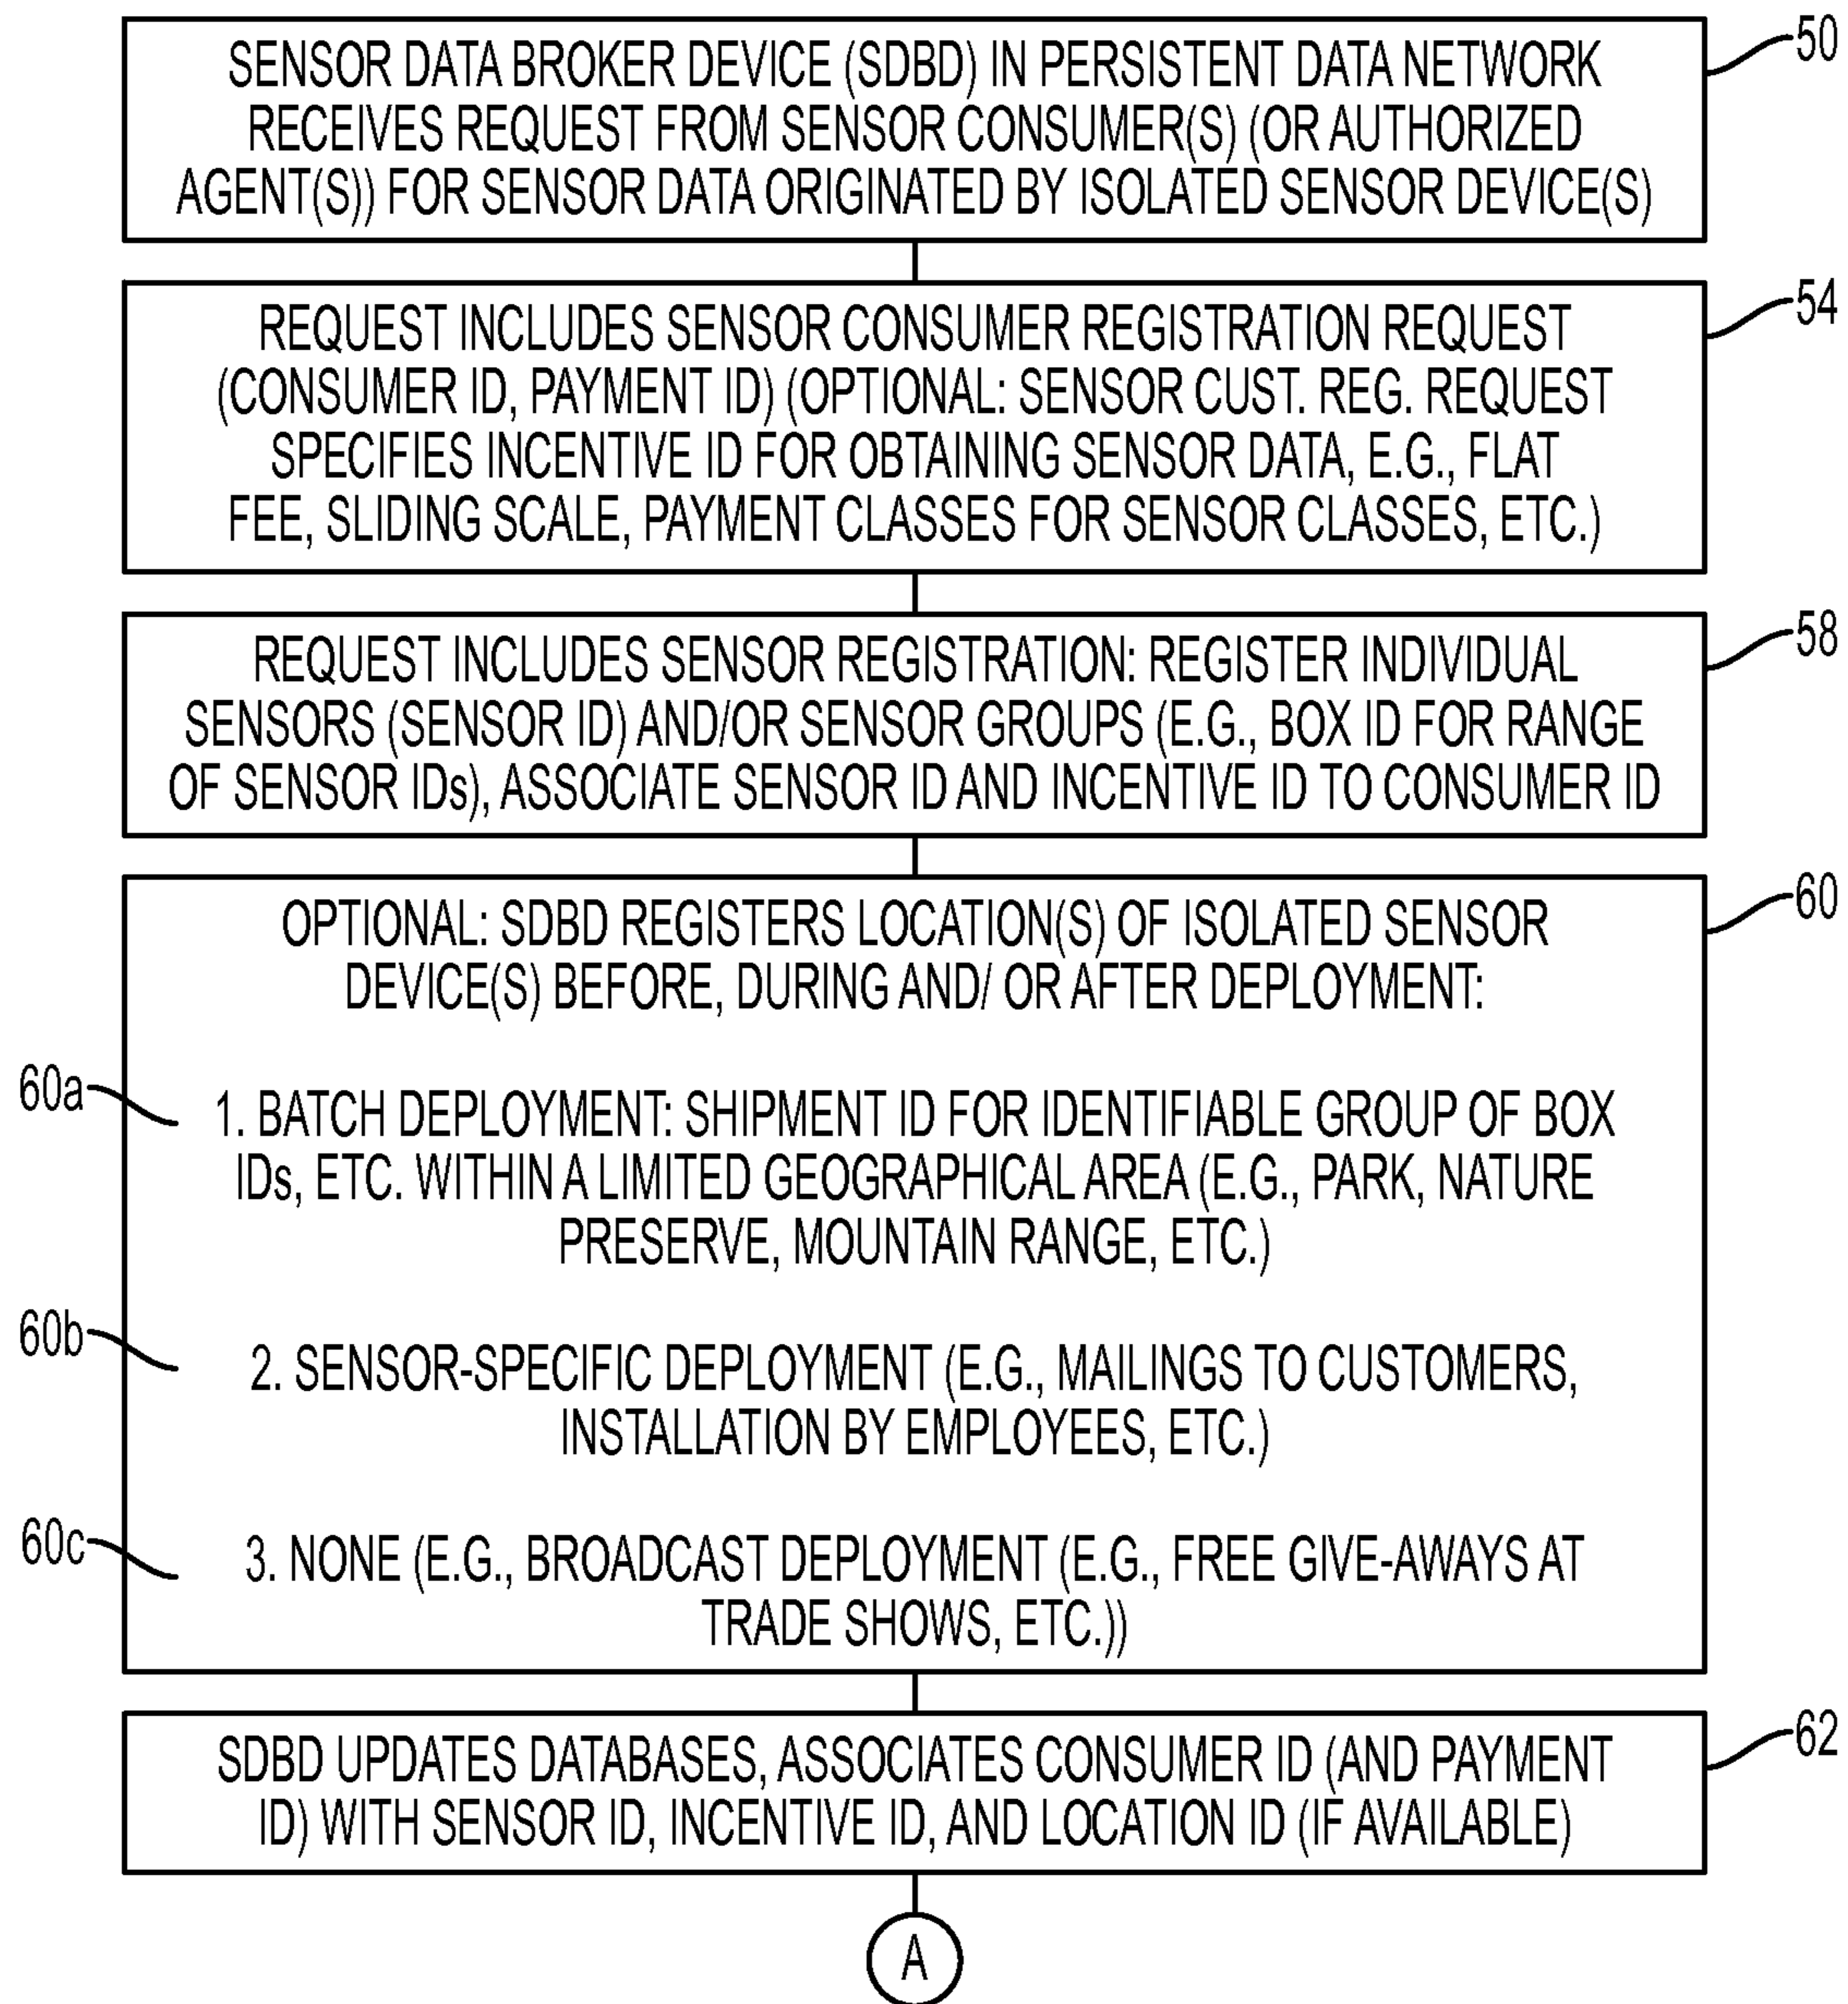 SENSOR DATA BROKER DEVICE (SDBD) IN PERSISTENT DATA NETWORK
RECEIVES REQUEST FROM SENSOR CONSUMER(S) (OR AUTHORIZED
AGENT(S)) FOR SENSOR DATA ORIGINATED BY ISOLATED SENSOR DEVICE(S)
50
REQUEST INCLUDES SENSOR CONSUMER REGISTRATION REQUEST
(CONSUMER ID, PAYMENT ID) (OPTIONAL: SENSOR CUST. REG. REQUEST
SPECIFIES INCENTIVE ID FOR OBTAINING SENSOR DATA, E.G., FLAT
FEE, SLIDING SCALE, PAYMENT CLASSES FOR SENSOR CLASSES, ETC.)
54
REQUEST INCLUDES SENSOR REGISTRATION: REGISTER INDIVIDUAL
SENSORS (SENSOR ID) AND/OR SENSOR GROUPS (E.G., BOX ID FOR RANGE
OF SENSOR IDs), ASSOCIATE SENSOR ID AND INCENTIVE ID TO CONSUMER ID
58
OPTIONAL: SDBD REGISTERS LOCATION(S) OF ISOLATED SENSOR
DEVICE(S) BEFORE, DURING AND/ OR AFTER DEPLOYMENT:
60
60a
1. BATCH DEPLOYMENT: SHIPMENT ID FOR IDENTIFIABLE GROUP OF BOX
IDs, ETC. WITHIN A LIMITED GEOGRAPHICAL AREA (E.G., PARK, NATURE
PRESERVE, MOUNTAIN RANGE, ETC.)
60b
2. SENSOR-SPECIFIC DEPLOYMENT (E.G., MAILINGS TO CUSTOMERS,
INSTALLATION BY EMPLOYEES, ETC.)
60c
3. NONE (E.G., BROADCAST DEPLOYMENT (E.G., FREE GIVE-AWAYS AT
TRADE SHOWS, ETC.))
SDBD UPDATES DATABASES, ASSOCIATES CONSUMER ID (AND PAYMENT
ID) WITH SENSOR ID, INCENTIVE ID, AND LOCATION ID (IF AVAILABLE)
62
A